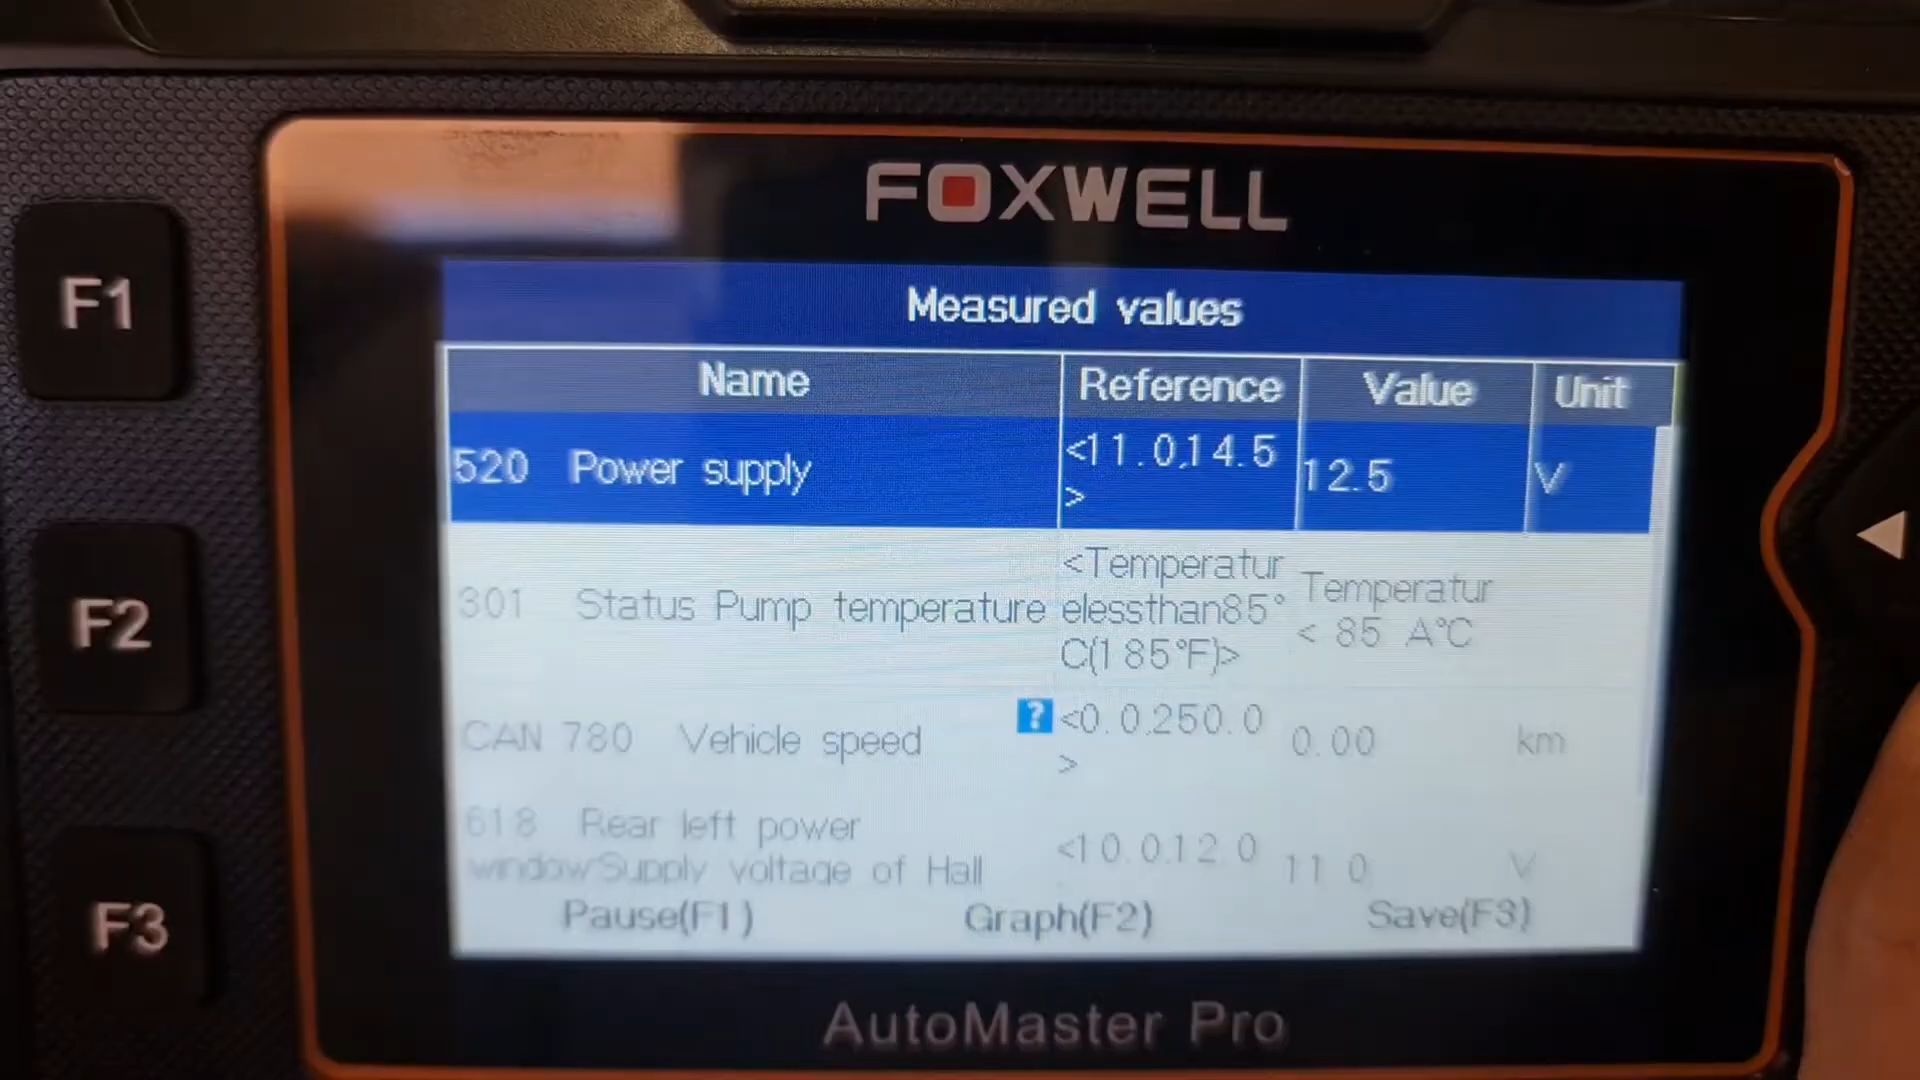 FOXWELL
F1
Measured values
Name Reference Value Unit
520 Power supply <11.0,14.5 > 12.5 V
F2
301 Status Pump temperature <Temperatur elessthan85° C(185°F)> Temperatur < 85 A°C
CAN 780 Vehicle speed ? <0.0,250.0 > 0.00 km
618 Rear left power <10.0,12.0 11.0 V
window'Supply voltage of Hall
F3
Pause(F1) Graph(F2) Save(F3)
AutoMaster Pro